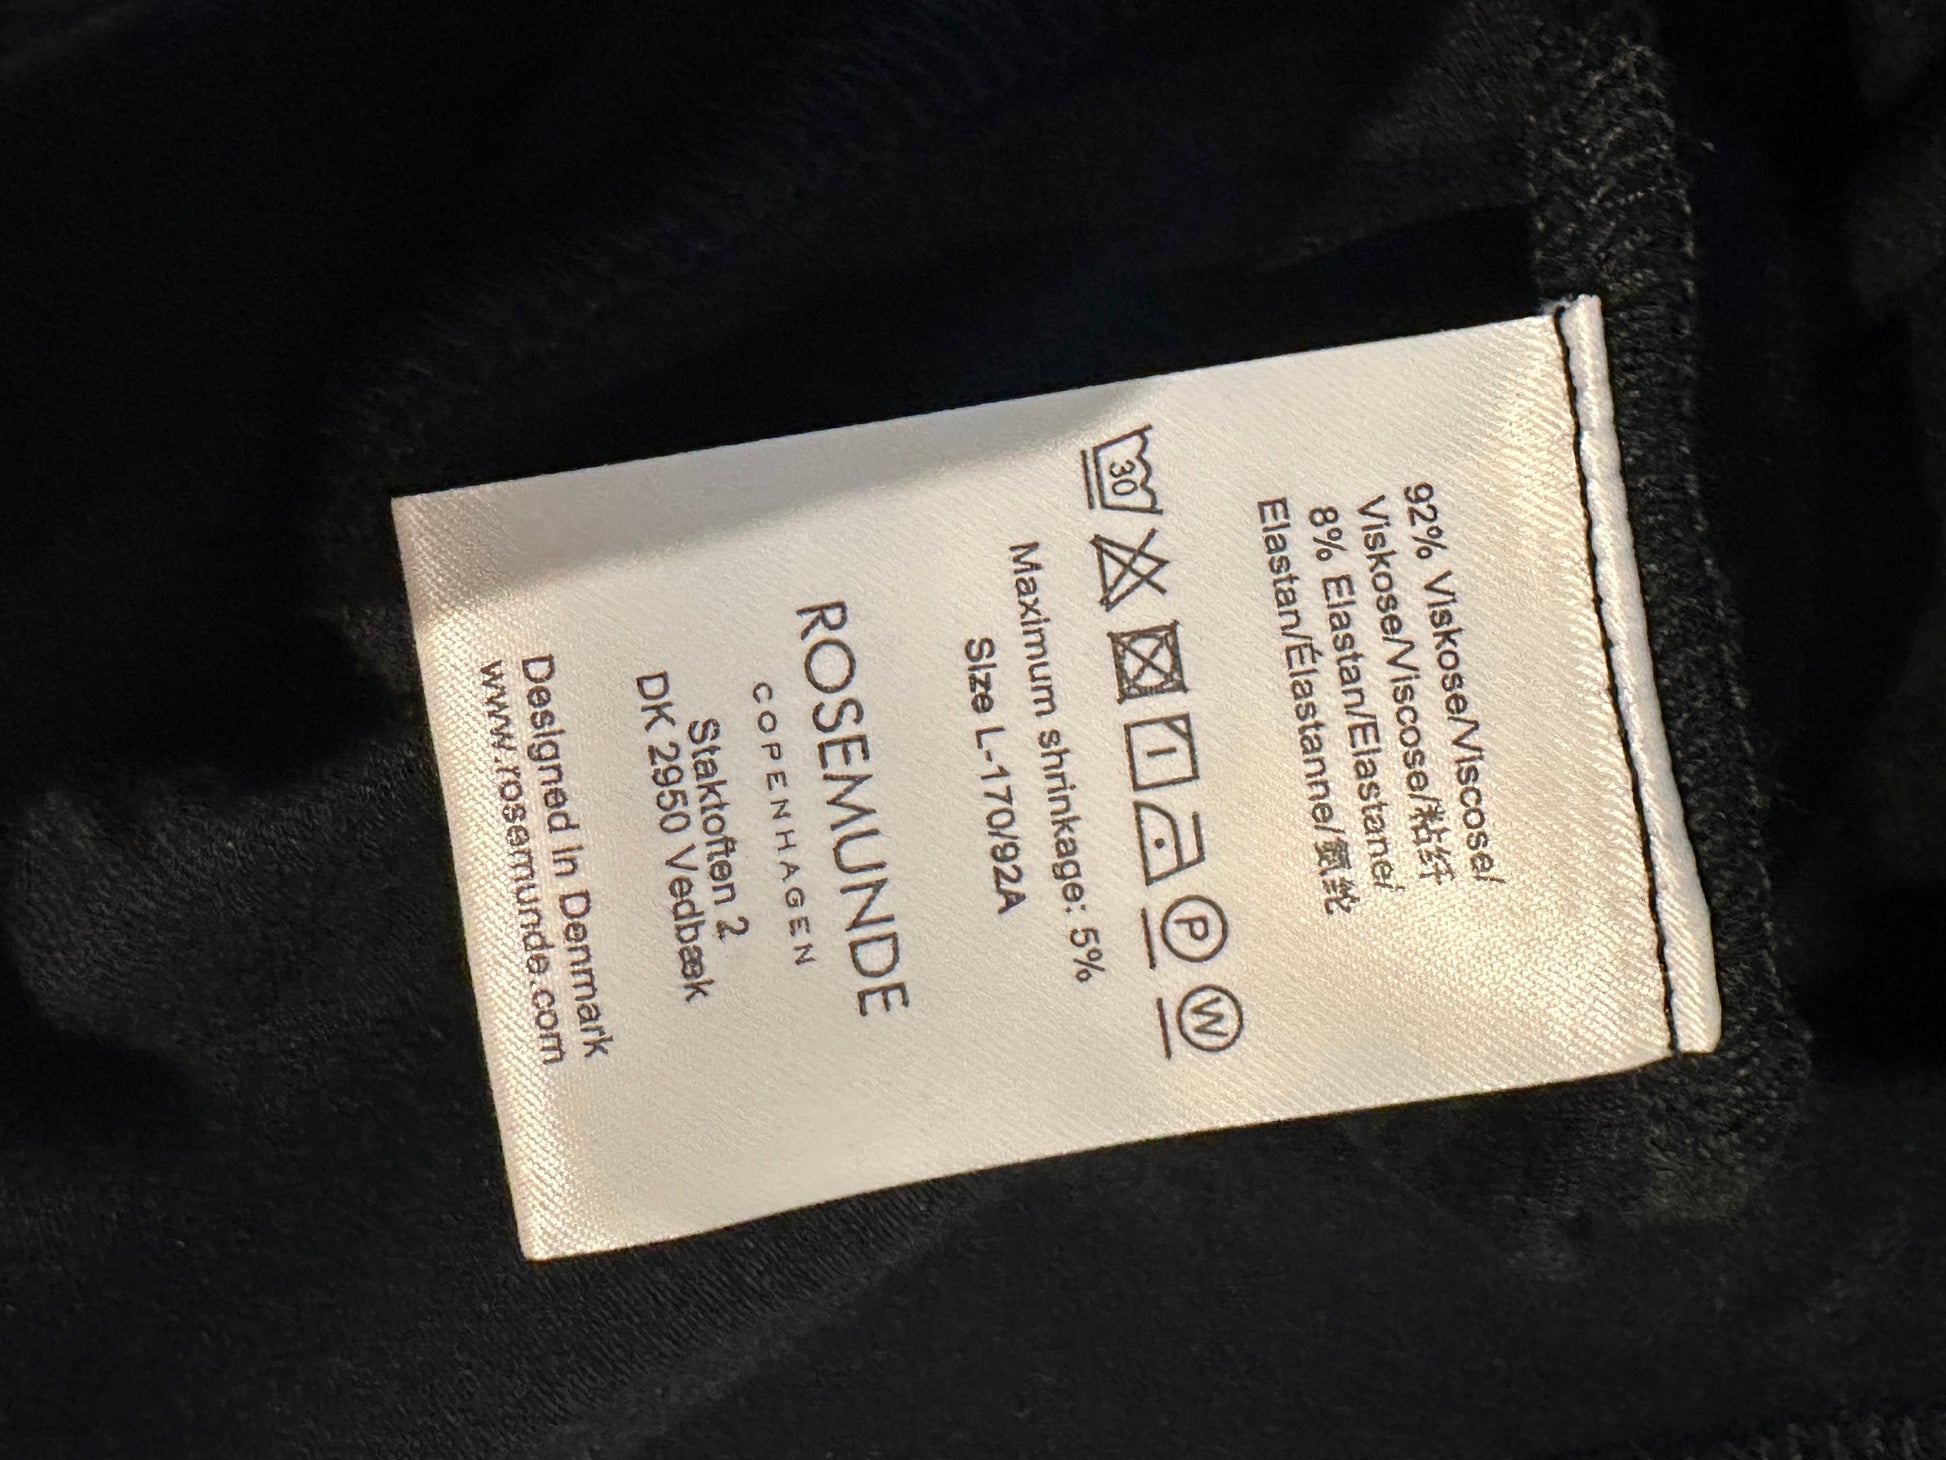 92% Viskose/Viscose/
Viskose/Viscose/粘纤
8% Elastan/Elastane/
Elastan/Élastanne/氨纶
30
P
W
Maximum shrinkage: 5%
Size L-170/92A
ROSEMUNDE
COPENHAGEN
Staktoften 2
DK 2950 Vedbæk
Designed in Denmark
www.rosemunde.com